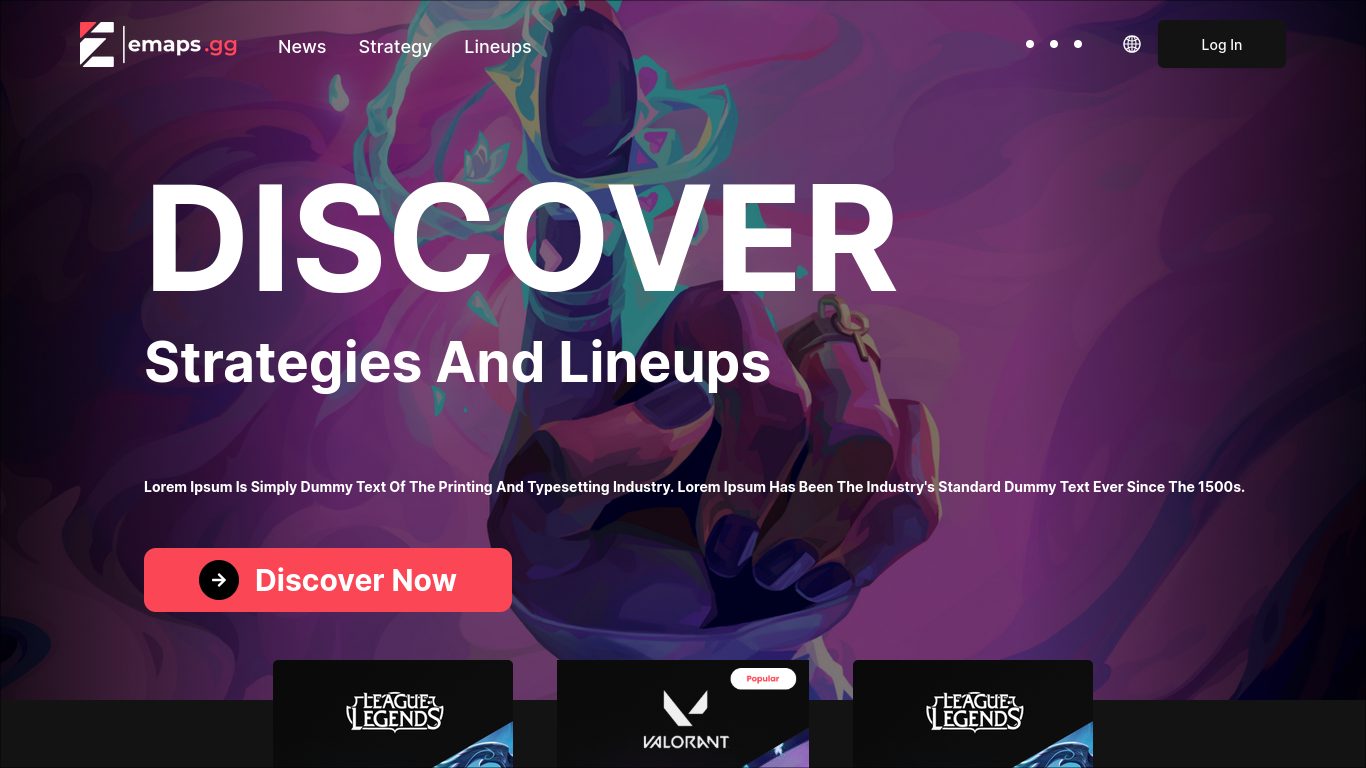 emaps.gg
News
Strategy
Lineups
Log In
DISCOVER
Strategies And Lineups
Lorem Ipsum Is Simply Dummy Text Of The Printing And Typesetting Industry. Lorem Ipsum Has Been The Industry's Standard Dummy Text Ever Since The 1500s.
Discover Now
Popular
LEAGUE OF
LEGENDS
VALORANT
LEAGUE OF
LEGENDS